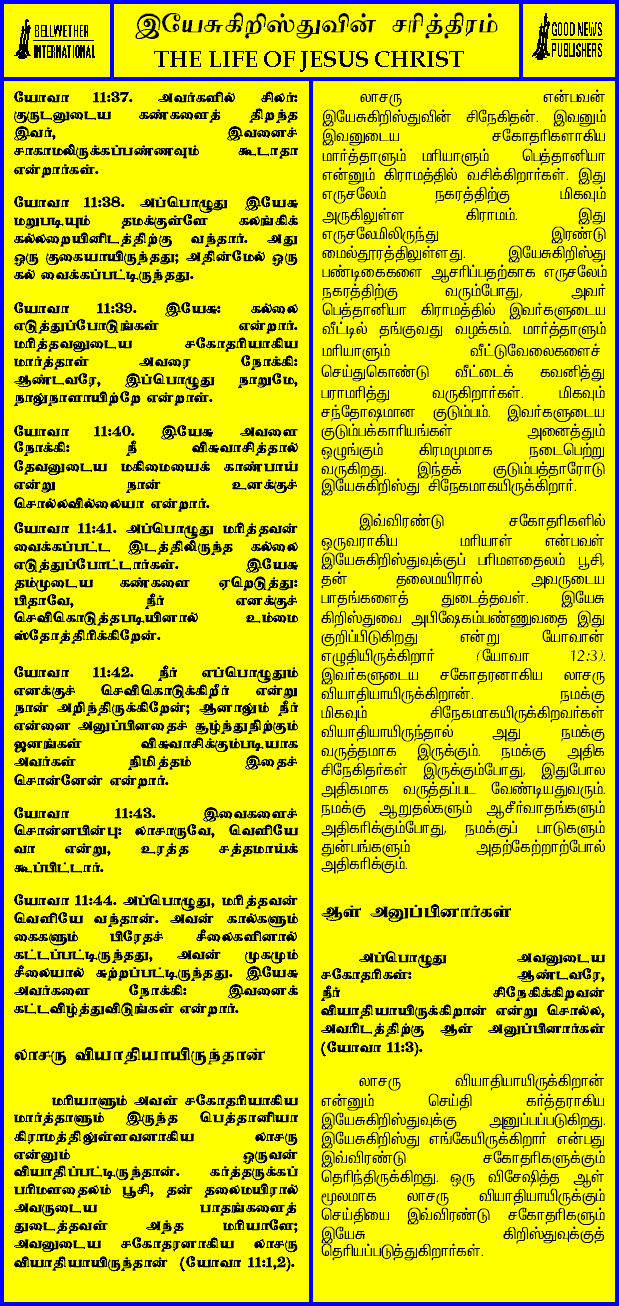 BELLWETHER
INTERNATIONAL
இயேசுகிறிஸ்துவின் சரித்திரம்
THE LIFE OF JESUS CHRIST
GOOD NEWS
PUBLISHERS
யோவா 11:37. அவர்களில் சிலர்:
குருடனுடைய கண்களைத் திறந்த
இவர், இவனைச்
சாகாமலிருக்கப்பண்ணவும் கூடாதா
என்றார்கள்.
யோவா 11:38. அப்பொழுது இயேசு
மறுபடியும் தமக்குள்ளே கலங்கிக்
கல்லறையினிடத்திற்கு வந்தார். அது
ஒரு குகையாயிருந்தது; அதின்மேல் ஒரு
கல் வைக்கப்பட்டிருந்தது.
யோவா 11:39. இயேசு: கல்லை
எடுத்துப்போடுங்கள் என்றார்.
மரித்தவனுடைய சகோதரியாகிய
மார்த்தாள் அவரை நோக்கி:
ஆண்டவரே, இப்பொழுது நாறுமே,
நாலுநாளாயிற்றே என்றாள்.
யோவா 11:40. இயேசு அவளை
நோக்கி: நீ விசுவாசித்தால்
தேவனுடைய மகிமையைக் காண்பாய்
என்று நான் உனக்குச்
சொல்லவில்லையா என்றார்.
யோவா 11:41. அப்பொழுது மரித்தவன்
வைக்கப்பட்ட இடத்திலிருந்த கல்லை
எடுத்துப்போட்டார்கள். இயேசு
தம்முடைய கண்களை ஏறெடுத்து:
பிதாவே, நீர் எனக்குச்
செவிகொடுத்தபடியினால் உம்மை
ஸ்தோத்திரிக்கிறேன்.
யோவா 11:42. நீர் எப்பொழுதும்
எனக்குச் செவிகொடுக்கிறீர் என்று
நான் அறிந்திருக்கிறேன்; ஆனாலும் நீர்
என்னை அனுப்பினதைச் சூழ்ந்துநிற்கும்
ஜனங்கள் விசுவாசிக்கும்படியாக
அவர்கள் நிமித்தம் இதைச்
சொன்னேன் என்றார்.
யோவா 11:43. இவைகளைச்
சொன்னபின்பு: லாசாருவே, வெளியே
வா என்று, உரத்த சத்தமாய்க்
கூப்பிட்டார்.
யோவா 11:44. அப்பொழுது, மரித்தவன்
வெளியே வந்தான். அவன் கால்களும்
கைகளும் பிரேதச் சீலைகளினால்
கட்டப்பட்டிருந்தது, அவன் முகமும்
சீலையால் சுற்றப்பட்டிருந்தது. இயேசு
அவர்களை நோக்கி: இவனைக்
கட்டவிழ்த்துவிடுங்கள் என்றார்.
லாசரு வியாதியாயிருந்தான்
மரியாளும் அவள் சகோதரியாகிய
மார்த்தாளும் இருந்த பெத்தானியா
கிராமத்திலுள்ளவனாகிய லாசரு
என்னும் ஒருவன்
வியாதிப்பட்டிருந்தான். கர்த்தருக்கப்
பரிமளதைலம் பூசி, தன் தலைமயிரால்
அவருடைய பாதங்களைத்
துடைத்தவள் அந்த மரியாளே;
அவளுடைய சகோதரனாகிய லாசரு
வியாதியாயிருந்தான் (யோவா 11:1,2).
லாசரு என்பவன்
இயேசுகிறிஸ்துவின் சிநேகிதன். இவனும்
இவனுடைய சகோதரிகளாகிய
மார்த்தாளும் மரியாளும் பெத்தானியா
என்னும் கிராமத்தில் வசிக்கிறார்கள். இது
எருசலேம் நகரத்திற்கு மிகவும்
அருகிலுள்ள கிராமம். இது
எருசலேமிலிருந்து இரண்டு
மைல்தூரத்திலுள்ளது. இயேசுகிறிஸ்து
பண்டிகைகளை ஆசரிப்பதற்காக எருசலேம்
நகரத்திற்கு வரும்போது, அவர்
பெத்தானியா கிராமத்தில் இவர்களுடைய
வீட்டில் தங்குவது வழக்கம். மார்த்தாளும்
மரியாளும் வீட்டுவேலைகளைச்
செய்துகொண்டு வீட்டைக் கவனித்து
பராமரித்து வருகிறார்கள். மிகவும்
சந்தோஷமான குடும்பம். இவர்களுடைய
குடும்பக்காரியங்கள் அனைத்தும்
ஒழுங்கும் கிரமமுமாக நடைபெற்று
வருகிறது. இந்தக் குடும்பத்தாரோடு
இயேசுகிறிஸ்து சிநேகமாகயிருக்கிறார்.
இவ்விரண்டு சகோதரிகளில்
ஒருவராகிய மரியாள் என்பவள்
இயேசுகிறிஸ்துவுக்குப் பரிமளதைலம் பூசி,
தன் தலைமயிரால் அவருடைய
பாதங்களைத் துடைத்தவள். இயேசு
கிறிஸ்துவை அபிஷேகம்பண்ணுவதை இது
குறிப்பிடுகிறது என்று யோவான்
எழுதியிருக்கிறார் (யோவா 12:3).
இவர்களுடைய சகோதரனாகிய லாசரு
வியாதியாயிருக்கிறான். நமக்கு
மிகவும் சிநேகமாகயிருக்கிறவர்கள்
வியாதியாயிருந்தால் அது நமக்கு
வருத்தமாக இருக்கும். நமக்கு அதிக
சிநேகிதர்கள் இருக்கும்போது, இதுபோல
அதிகமாக வருத்தப்பட வேண்டியதுவரும்.
நமக்கு ஆறுதல்களும் ஆசீர்வாதங்களும்
அதிகரிக்கும்போது, நமக்குப் பாடுகளும்
துன்பங்களும் அதற்கேற்றாற்போல்
அதிகரிக்கும்.
ஆள் அனுப்பினார்கள்
அப்பொழுது அவனுடைய
சகோதரிகள்: ஆண்டவரே,
நீர் சிநேகிக்கிறவன்
வியாதியாயிருக்கிறான் என்று சொல்ல,
அவரிடத்திற்கு ஆள் அனுப்பினார்கள்
(யோவா 11:3).
லாசரு வியாதியாயிருக்கிறான்
என்னும் செய்தி கர்த்தராகிய
இயேசுகிறிஸ்துவுக்கு அனுப்பப்படுகிறது.
இயேசுகிறிஸ்து எங்கேயிருக்கிறார் என்பது
இவ்விரண்டு சகோதரிகளுக்கும்
தெரிந்திருக்கிறது. ஒரு விசேஷித்த ஆள்
மூலமாக லாசரு வியாதியாயிருக்கும்
செய்தியை இவ்விரண்டு சகோதரிகளும்
இயேசு கிறிஸ்துவுக்குத்
தெரியப்படுத்துகிறார்கள்.